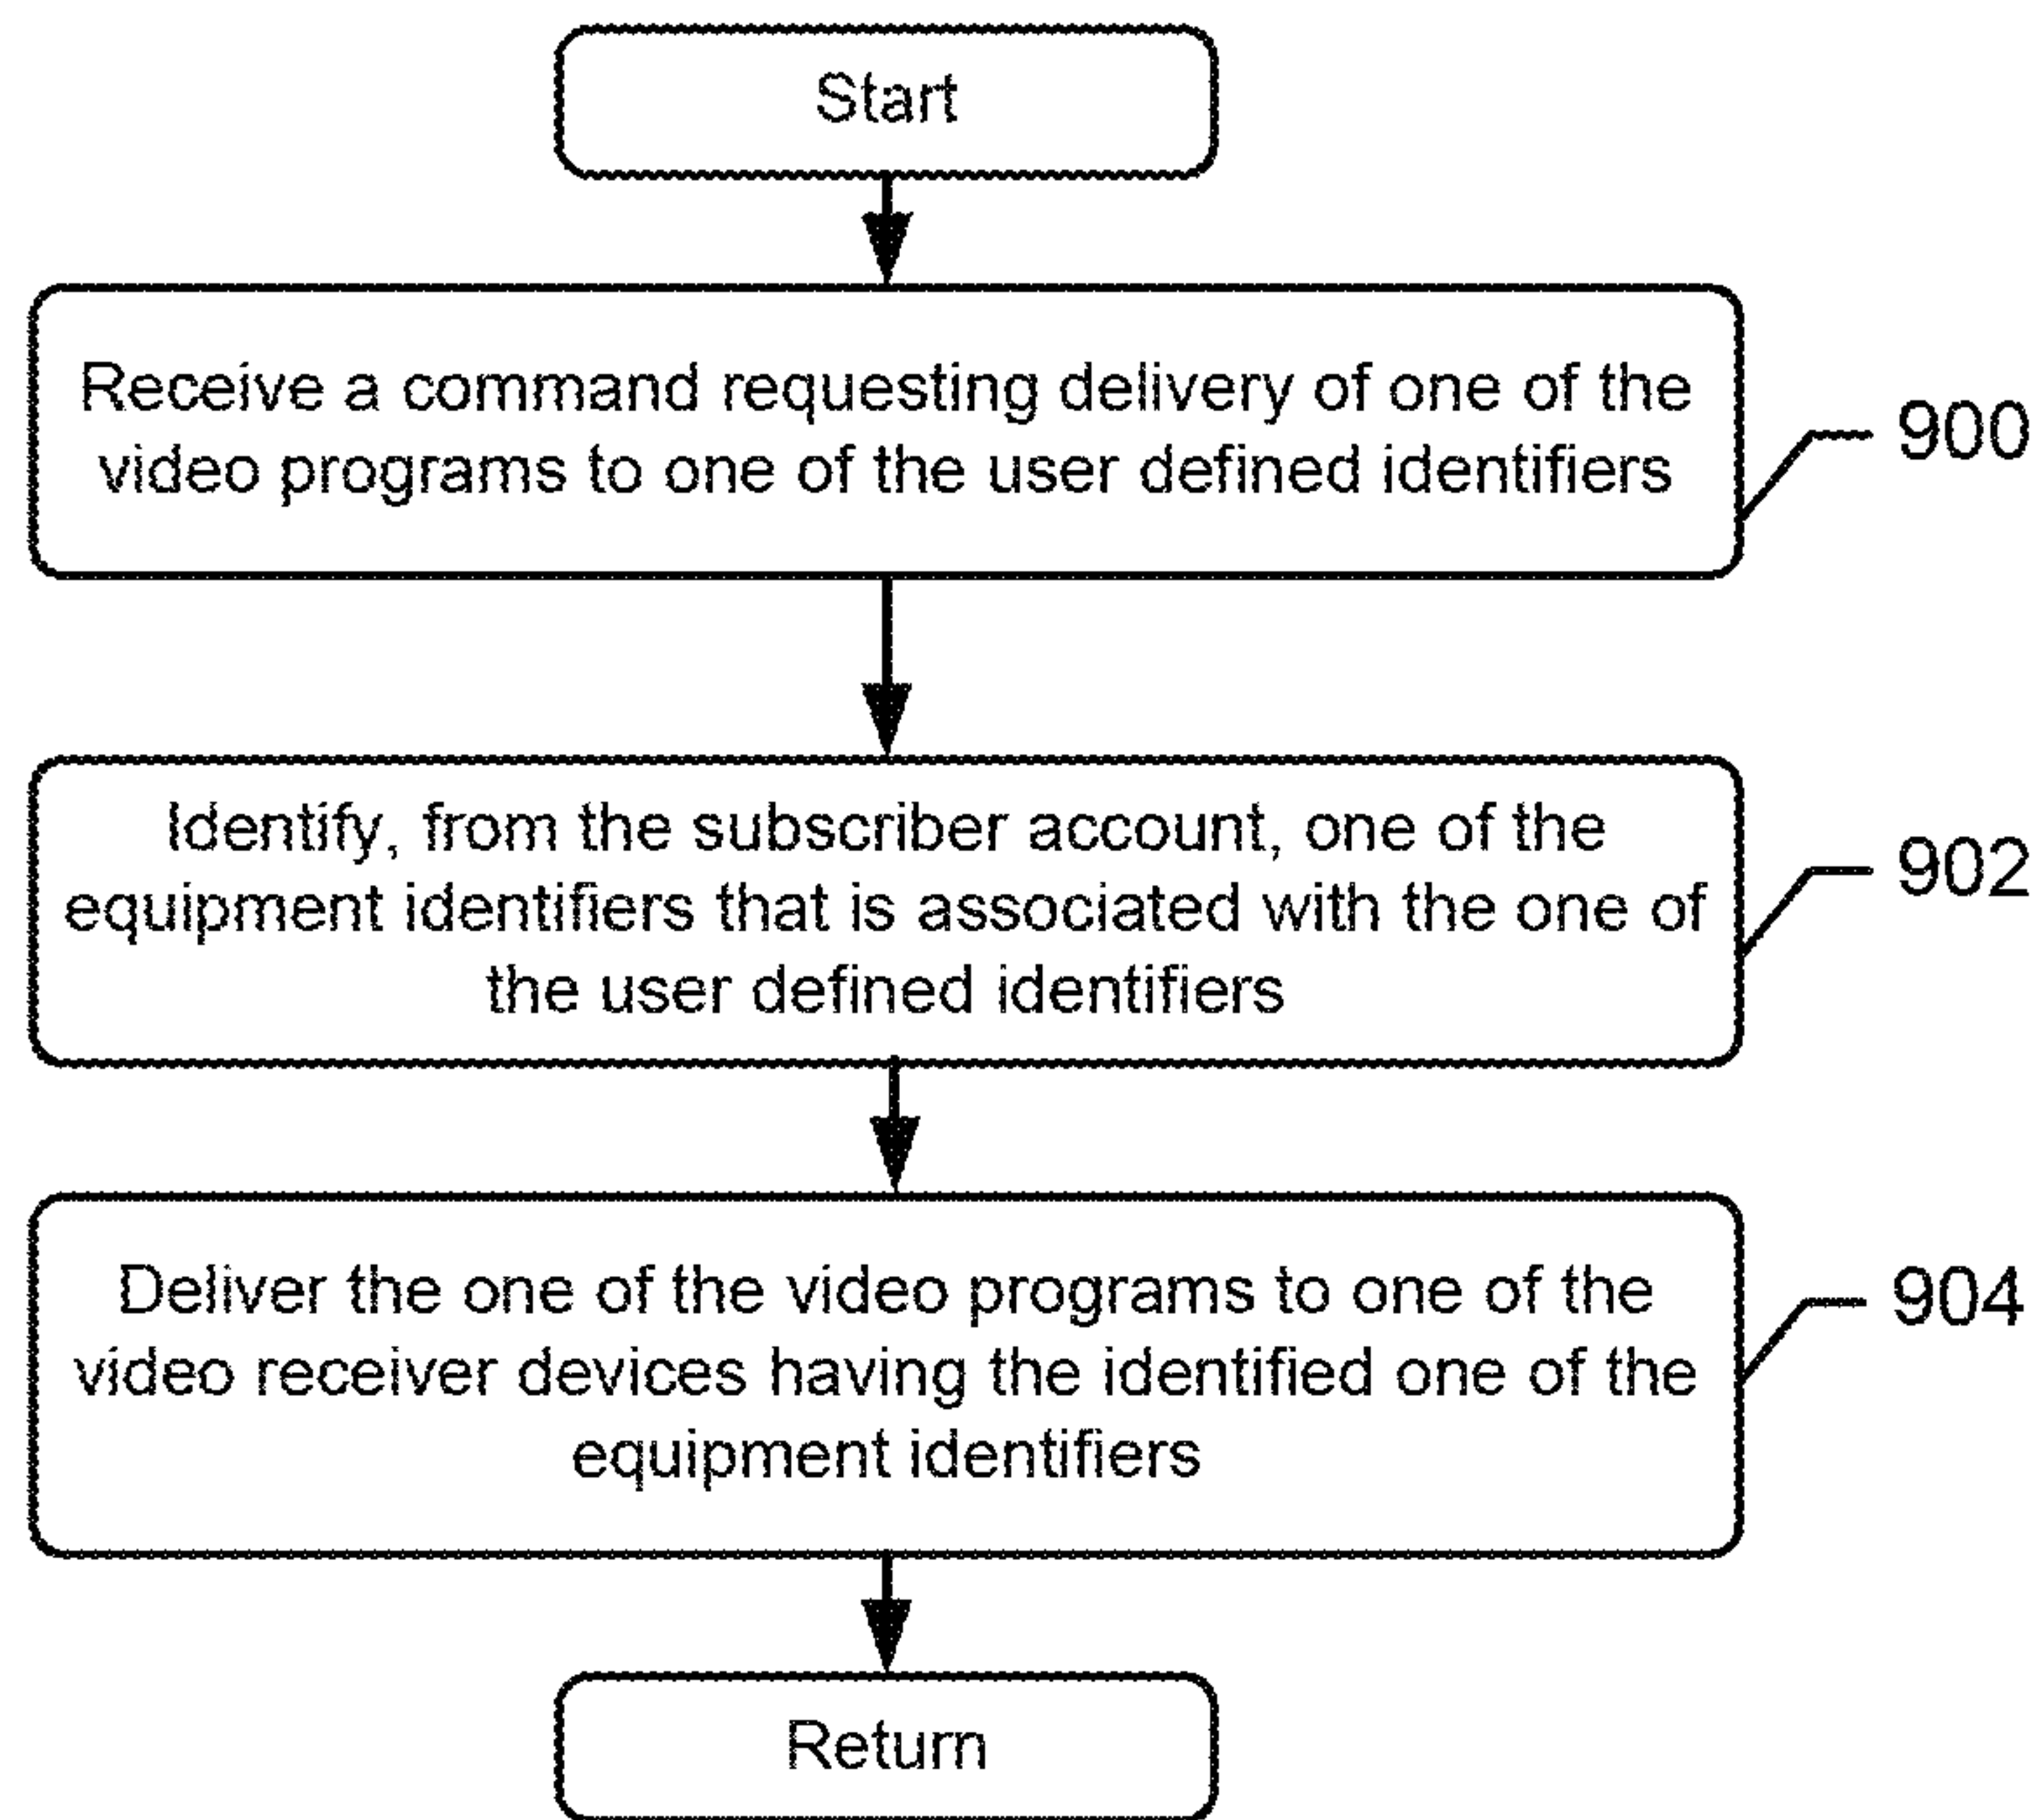 Start
Receive a command requesting delivery of one of the
video programs to one of the user defined identifiers
900
Identify, from the subscriber account, one of the
equipment identifiers that is associated with the one of
the user defined identifiers
902
Deliver the one of the video programs to one of the
video receiver devices having the identified one of the
equipment identifiers
904
Return